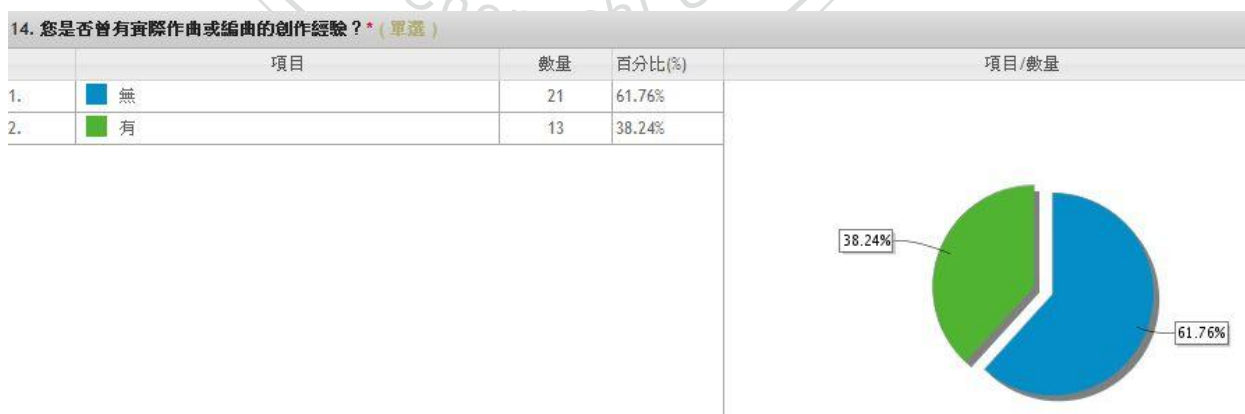 14. 您是否曾有實際作曲或編曲的創作經驗？*（單選）
項目 數量 百分比(%) 項目/數量
1. 無 21 61.76%
2. 有 13 38.24%
38.24%
61.76%